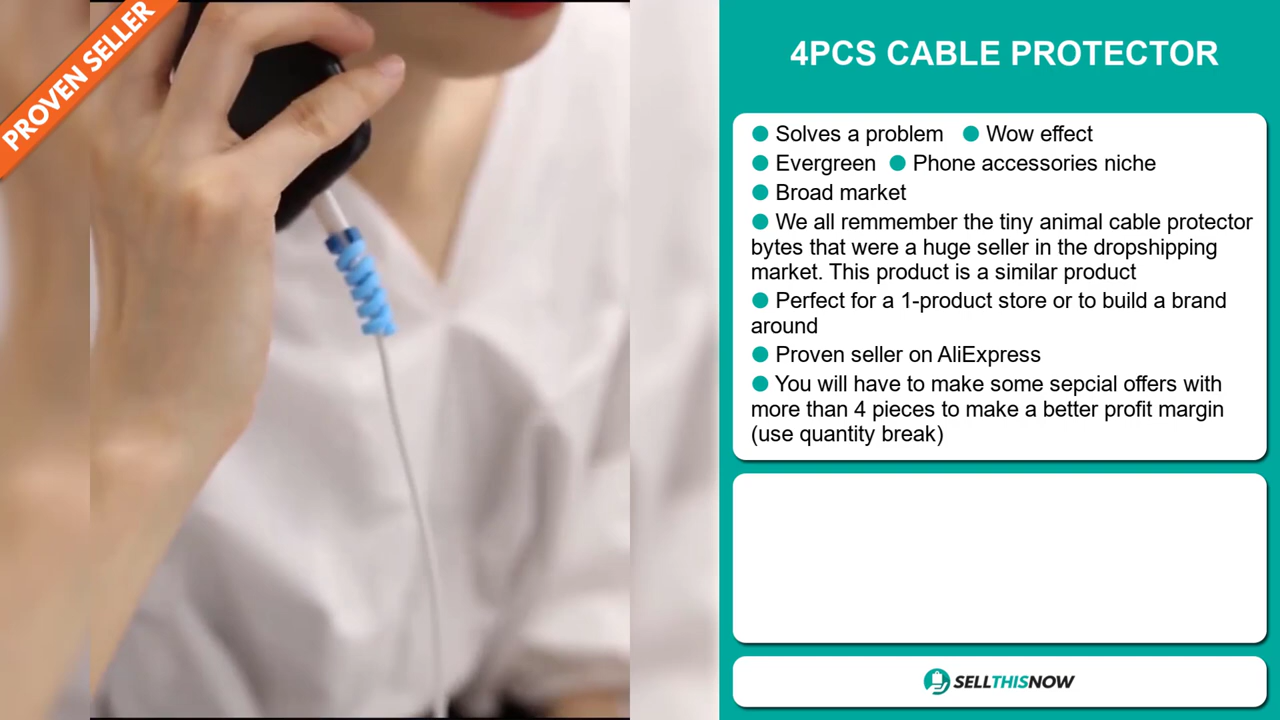 PROVEN SELLER
4PCS CABLE PROTECTOR
Solves a problem Wow effect
Evergreen Phone accessories niche
Broad market
We all remmember the tiny animal cable protector
bytes that were a huge seller in the dropshipping
market. This product is a similar product
Perfect for a 1-product store or to build a brand
around
Proven seller on AliExpress
You will have to make some sepcial offers with
more than 4 pieces to make a better profit margin
(use quantity break)
SELLTHISNOW